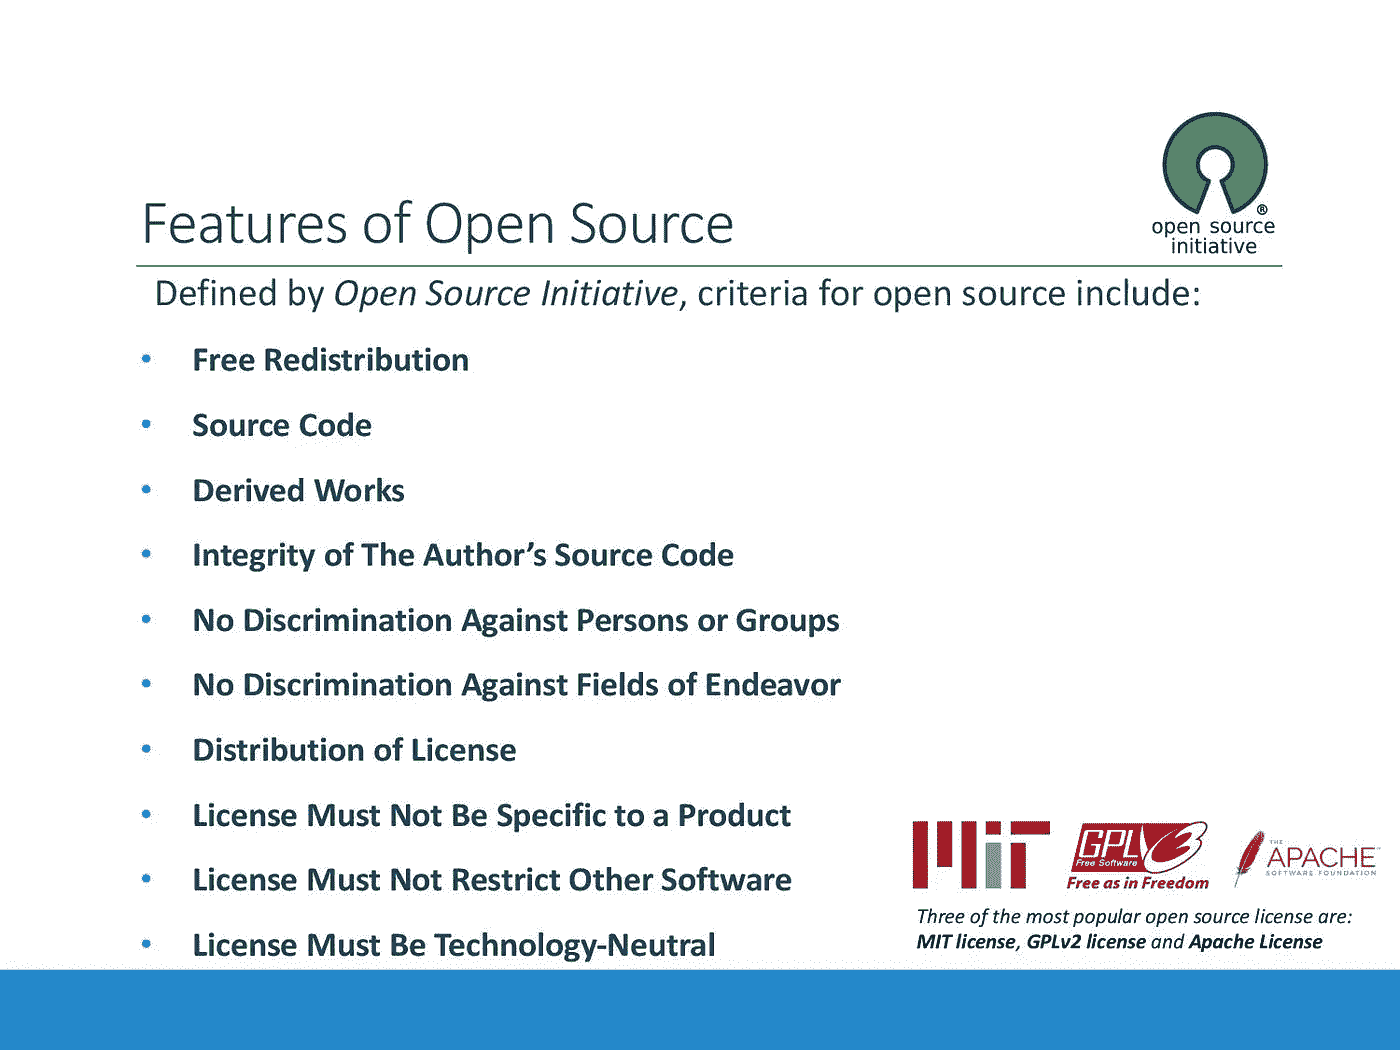 open source
initiative
Features of Open Source
Defined by Open Source Initiative, criteria for open source include:
• Free Redistribution
• Source Code
• Derived Works
• Integrity of The Author’s Source Code
• No Discrimination Against Persons or Groups
• No Discrimination Against Fields of Endeavor
• Distribution of License
• License Must Not Be Specific to a Product
• License Must Not Restrict Other Software
• License Must Be Technology-Neutral
MiT
GPLv3
Free Software
Free as in Freedom
THE
APACHE
SOFTWARE FOUNDATION
Three of the most popular open source license are:
MIT license, GPLv2 license and Apache License